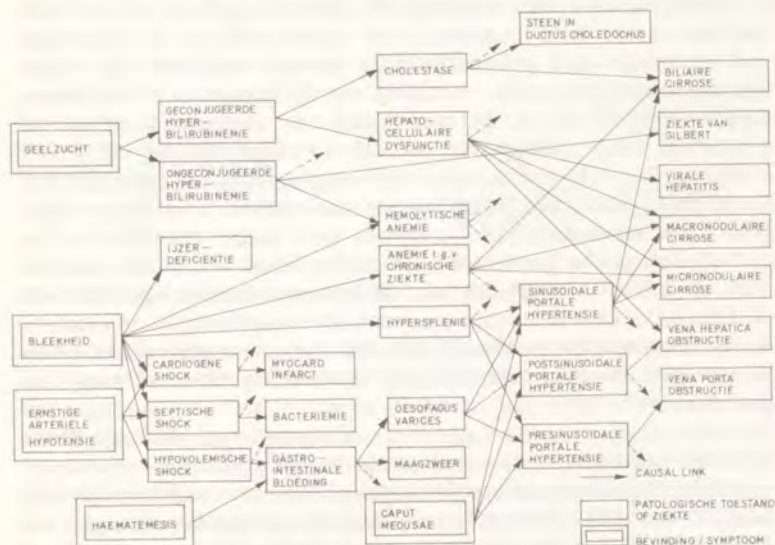 STEEN IN
DUCTUS CHOLEDOCHUS
CHOLESTASE
BILIAIRE
CIRROSE
GECONJUGEERDE
HYPER-
BILIRUBINEMIE
HEPATO-
CELLULAIRE
DYSFUNCTIE
ZIEKTE VAN
GILBERT
GEELZUCHT
ONGECONJUGEERDE
HYPER-
BILIRUBINEMIE
VIRALE
HEPATITIS
HEMOLYTISCHE
ANEMIE
MACRONODULAIRE
CIRROSE
IJZER-
DEFICIENTIE
ANEMIE t.g.v.
CHRONISCHE
ZIEKTE
MICRONODULAIRE
CIRROSE
SINUSOIDALE
PORTALE
HYPERTENSIE
HYPERSPLENIE
BLEEKHEID
VENA HEPATICA
OBSTRUCTIE
CARDIOGENE
SHOCK
MYOCARD
INFARCT
POSTSINUSOIDALE
PORTALE
HYPERTENSIE
VENA PORTA
OBSTRUCTIE
ERNSTIGE
ARTERIELE
HYPOTENSIE
SEPTISCHE
SHOCK
BACTERIEMIE
OESOFAGUS
VARICES
PRESINUSOIDALE
PORTALE
HYPERTENSIE
HYPOVOLEMISCHE
SHOCK
GASTRO-
INTESTINALE
BLOEDING
MAAGZWEER
CAUSAL LINK
HAEMATEMESIS
CAPUT
MEDUSAE
PATOLOGISCHE TOESTAND
OF ZIEKTE
BEVINDING / SYMPTOOM